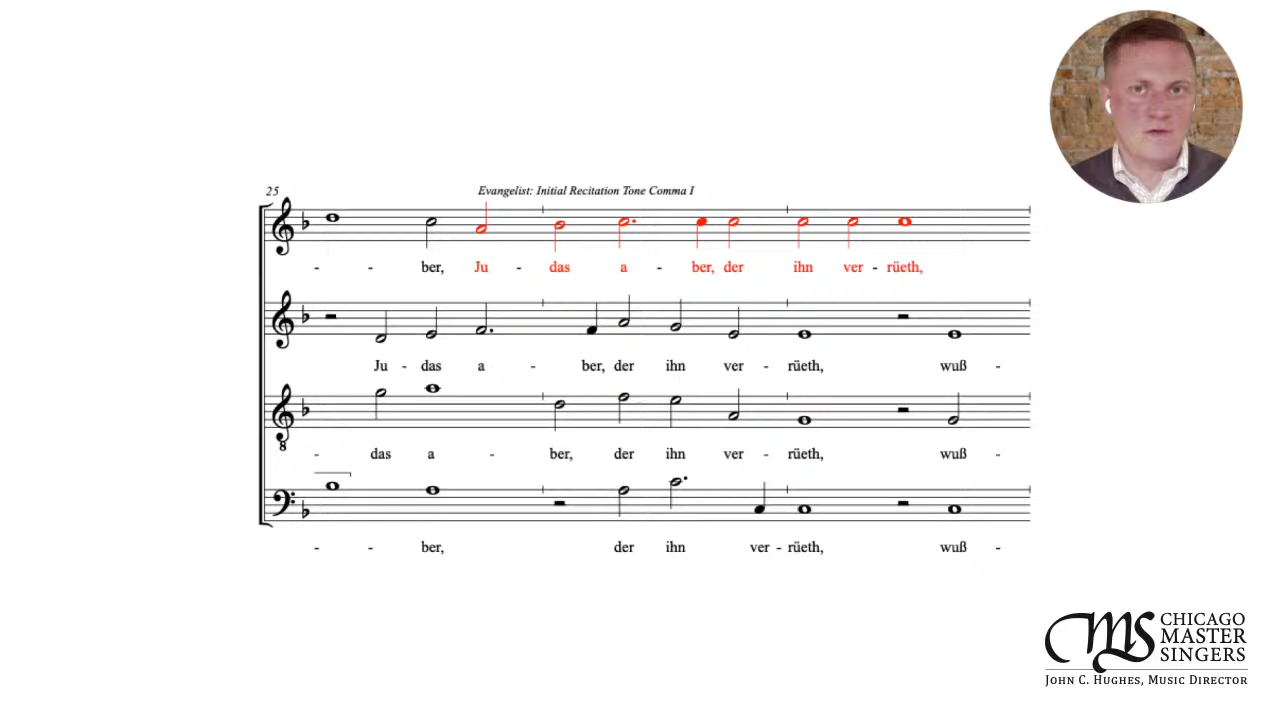 25
Evangelist: Initial Recitation Tone Comma I
- - ber, Ju - das a - ber, der ihn ver - rüeth,
Ju - das a - ber, der ihn ver - rüeth, wuß -
- das a - ber, der ihn ver - rüeth, wuß -
8
- - ber, der ihn ver - rüeth, wuß -
MS CHICAGO
MASTER
SINGERS
JOHN C. HUGHES, MUSIC DIRECTOR